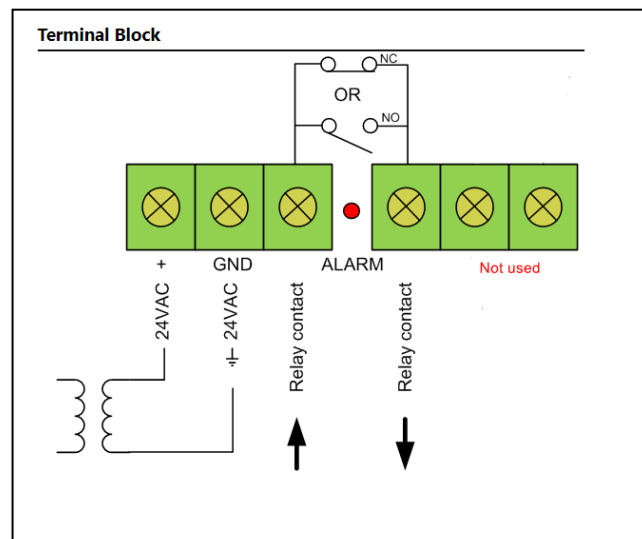 Terminal Block
NC
OR
NO
+
GND
ALARM
Not used
24VAC
24VAC
Relay contact
Relay contact